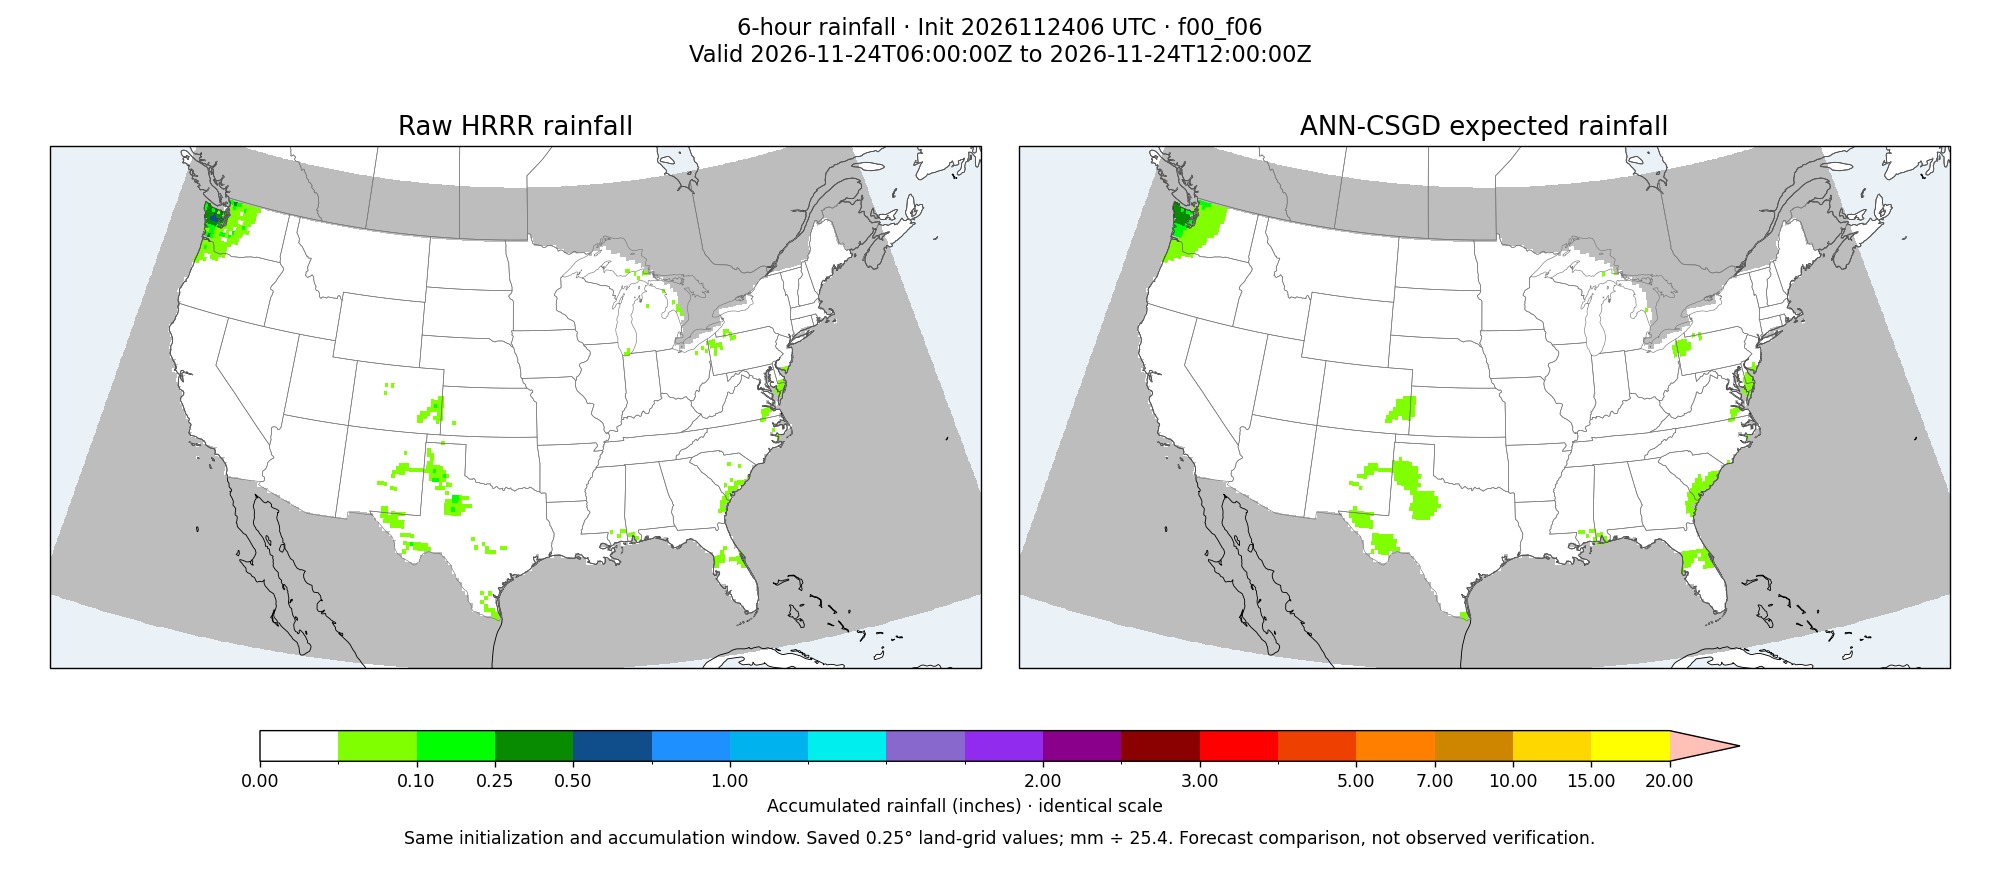 6-hour rainfall · Init 2026112406 UTC · f00_f06
Valid 2026-11-24T06:00:00Z to 2026-11-24T12:00:00Z
Raw HRRR rainfall
ANN-CSGD expected rainfall
0.00 0.10 0.25 0.50 1.00 2.00 3.00 5.00 7.00 10.00 15.00 20.00
Accumulated rainfall (inches) · identical scale
Same initialization and accumulation window. Saved 0.25° land-grid values; mm ÷ 25.4. Forecast comparison, not observed verification.